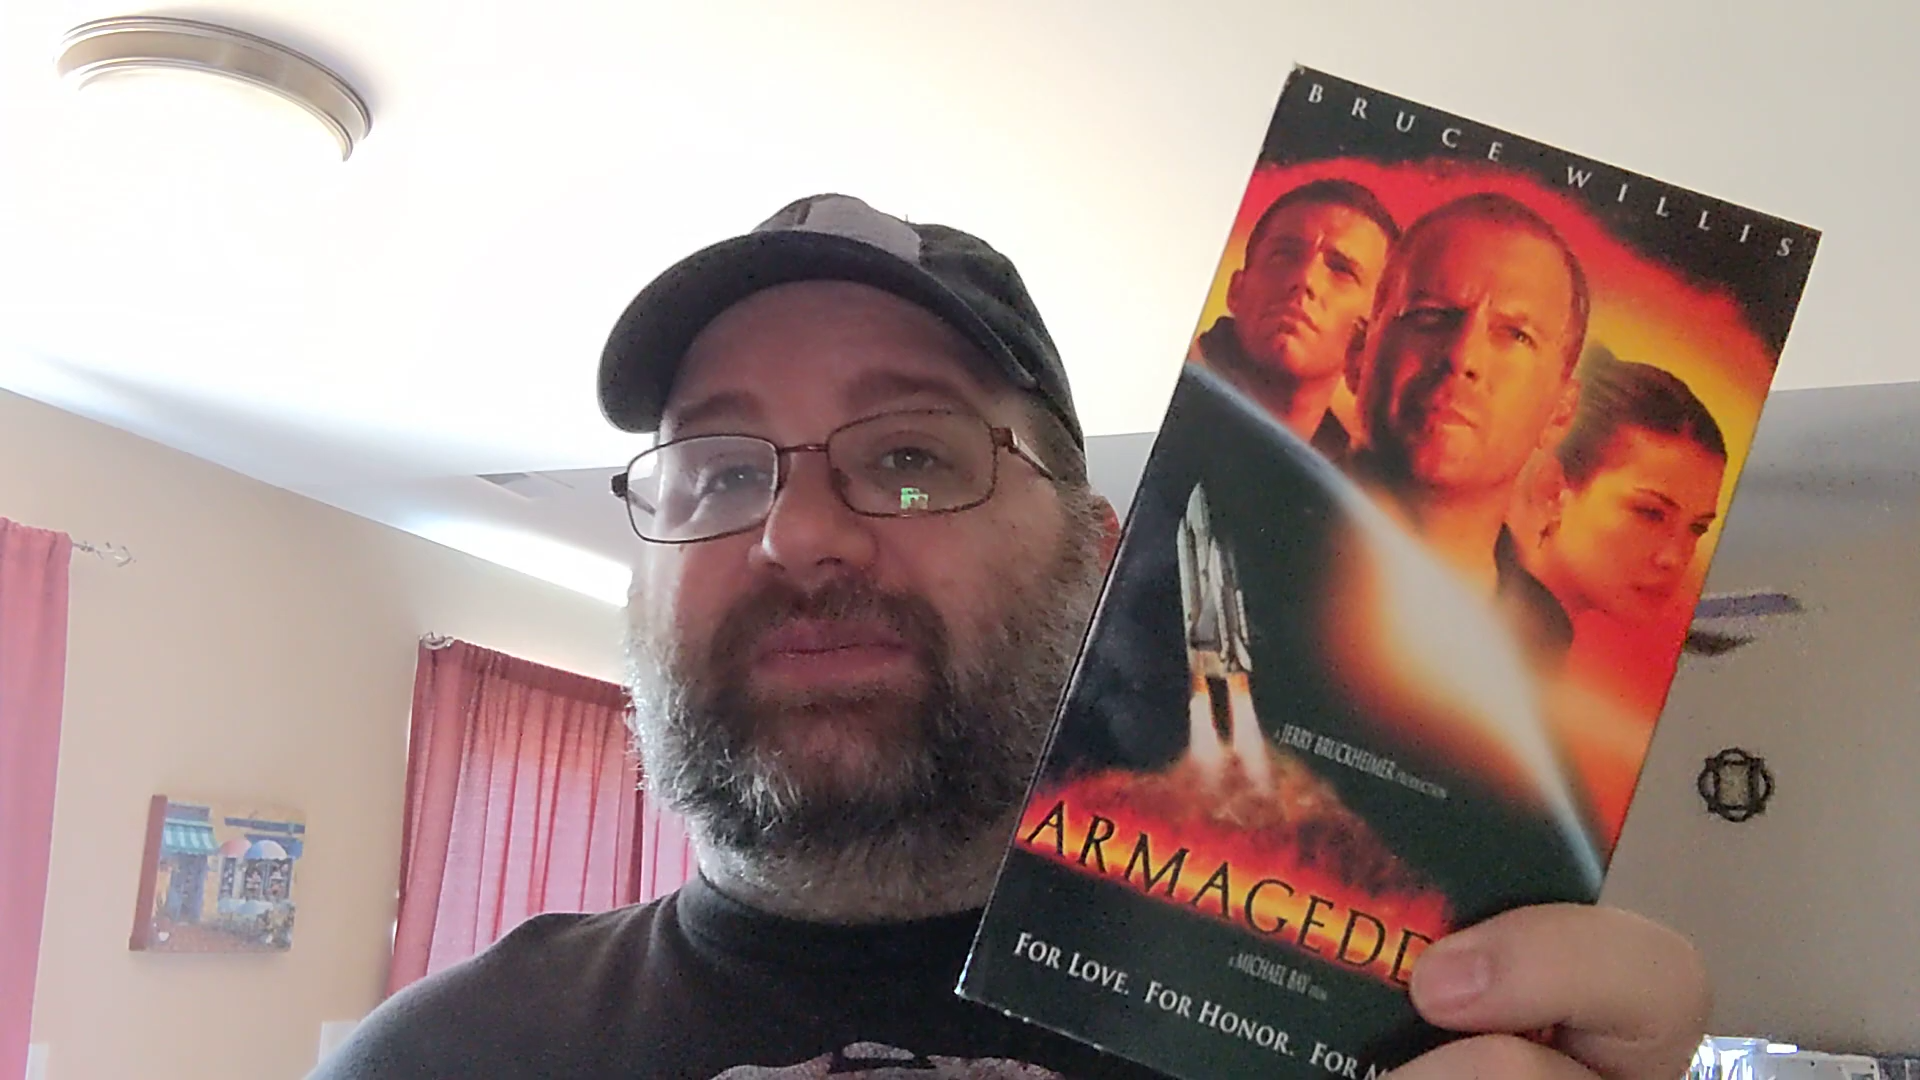 BRUCE WILLIS
A JERRY BRUCKHEIMER PRODUCTION
ARMAGEDD
A MICHAEL BAY FILM
FOR LOVE. FOR HONOR. FOR M